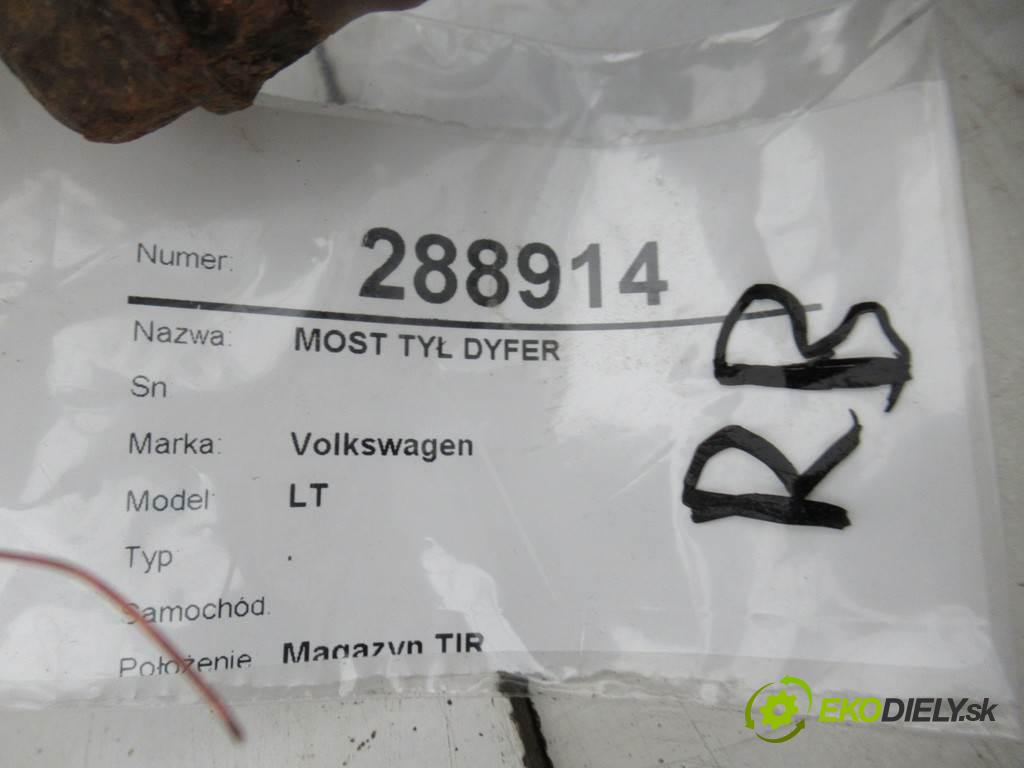 Numer: 288914
Nazwa: MOST TYŁ DYFER
Sn
Marka: Volkswagen
Model LT
Typ .
Samochód.
Położenie Magazyn TIR
RB
EKODIELY.sk